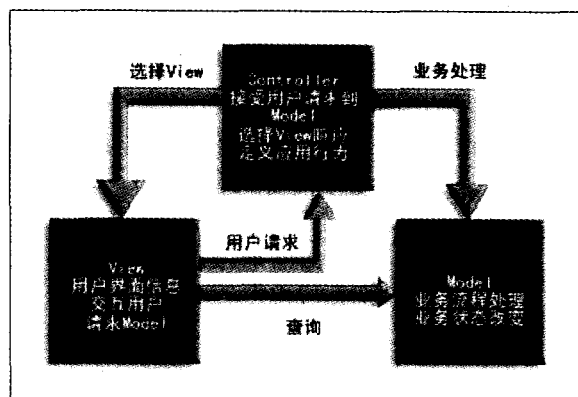 选择View
Controller
接受用户请求到
Model
选择View响应
定义应用行为
业务处理
用户请求
View
用户界面信息
交互用户
请求Model
查询
Model
业务流程处理
业务状态改变